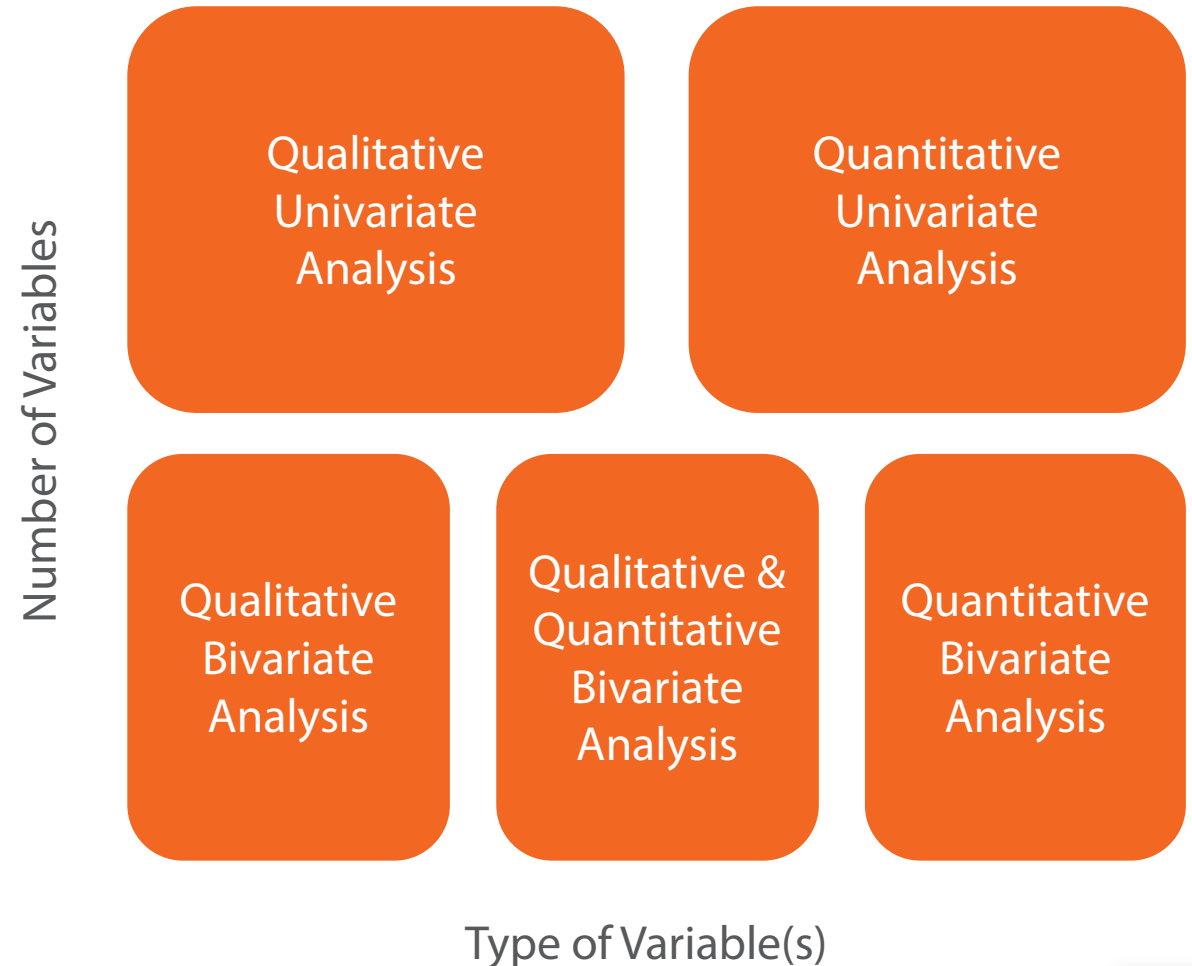 Number of Variables
Qualitative
Univariate
Analysis
Quantitative
Univariate
Analysis
Qualitative
Bivariate
Analysis
Qualitative &
Quantitative
Bivariate
Analysis
Quantitative
Bivariate
Analysis
Type of Variable(s)